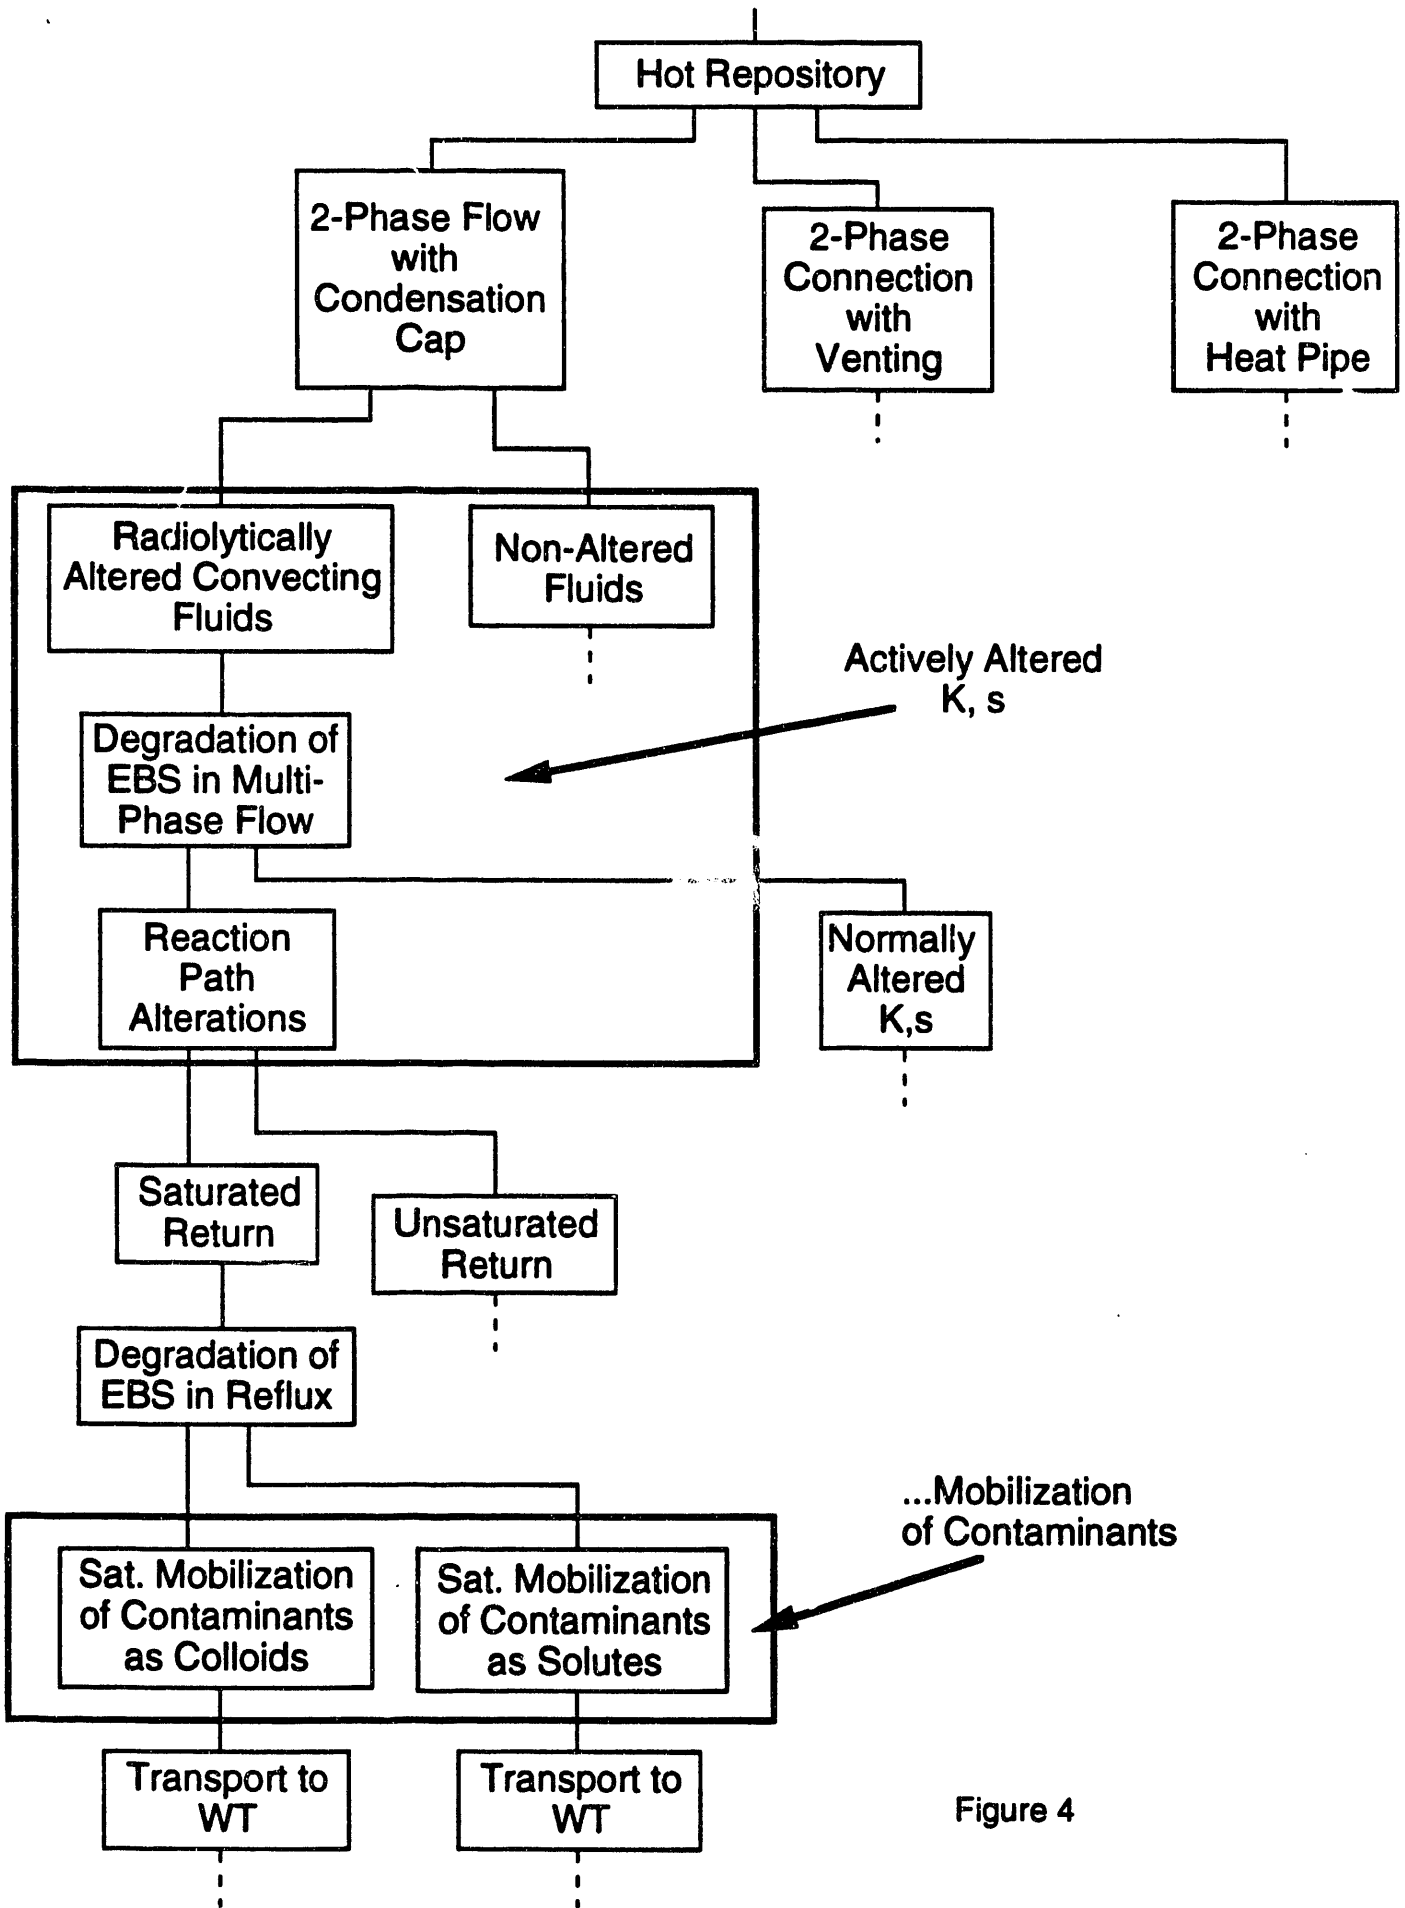 Hot Repository
2-Phase Flow
with
Condensation
Cap
2-Phase
Connection
with
Venting
2-Phase
Connection
with
Heat Pipe
Radiolytically
Altered Convecting
Fluids
Non-Altered
Fluids
Actively Altered
K, s
Degradation of
EBS in Multi-
Phase Flow
Reaction
Path
Alterations
Normally
Altered
K,s
Saturated
Return
Unsaturated
Return
Degradation of
EBS in Reflux
...Mobilization
of Contaminants
Sat. Mobilization
of Contaminants
as Colloids
Sat. Mobilization
of Contaminants
as Solutes
Transport to
WT
Transport to
WT
Figure 4